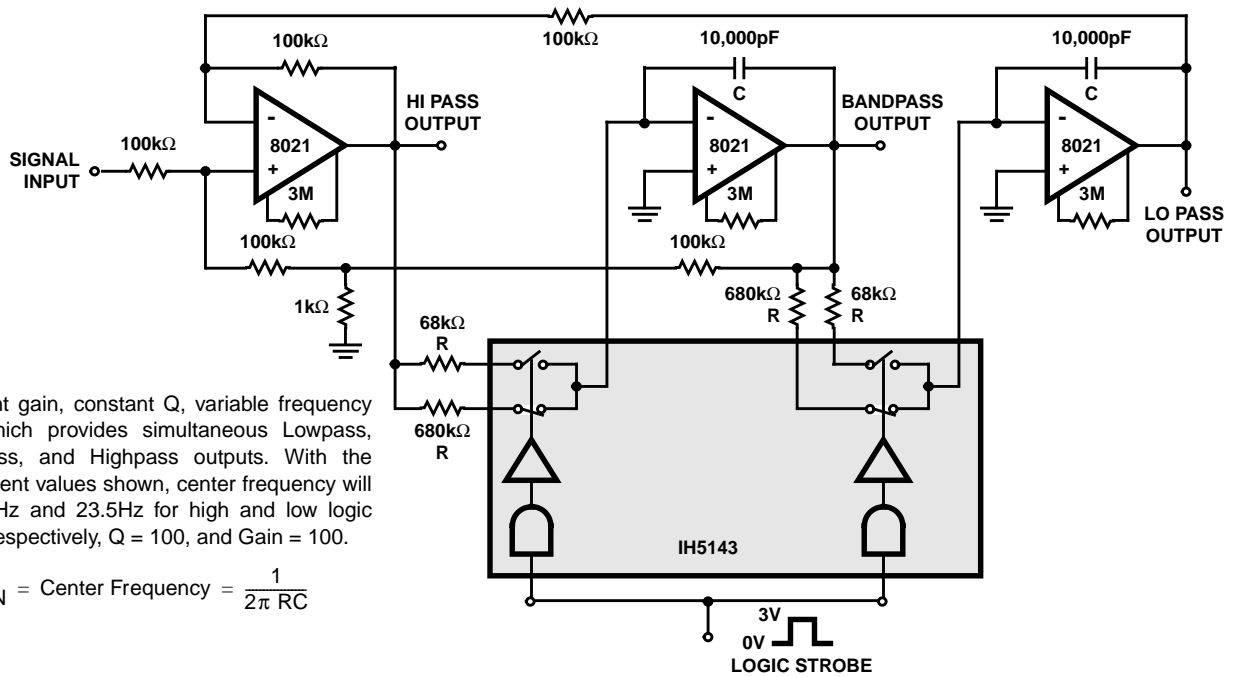 100kΩ
100kΩ
10,000pF
10,000pF
C
C
HI PASS
OUTPUT
BANDPASS
OUTPUT
-
8021
+
-
8021
+
-
8021
+
100kΩ
SIGNAL
INPUT
3M
3M
3M
LO PASS
OUTPUT
100kΩ
100kΩ
1kΩ
680kΩ
R
68kΩ
R
68kΩ
R
680kΩ
R
nt gain, constant Q, variable frequency
hich provides simultaneous Lowpass,
ss, and Highpass outputs. With the
ent values shown, center frequency will
Hz and 23.5Hz for high and low logic
espectively, Q = 100, and Gain = 100.
N = Center Frequency = 1 / 2π RC
IH5143
3V
0V
LOGIC STROBE